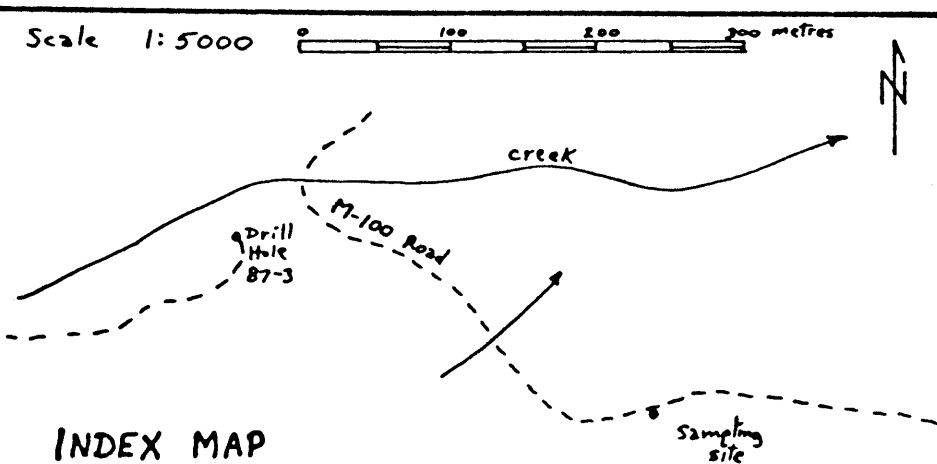 Scale 1:5000
0 100 200 300 metres
N
creek
M-100 Road
Drill
Hole
87-3
INDEX MAP
Sampling
site